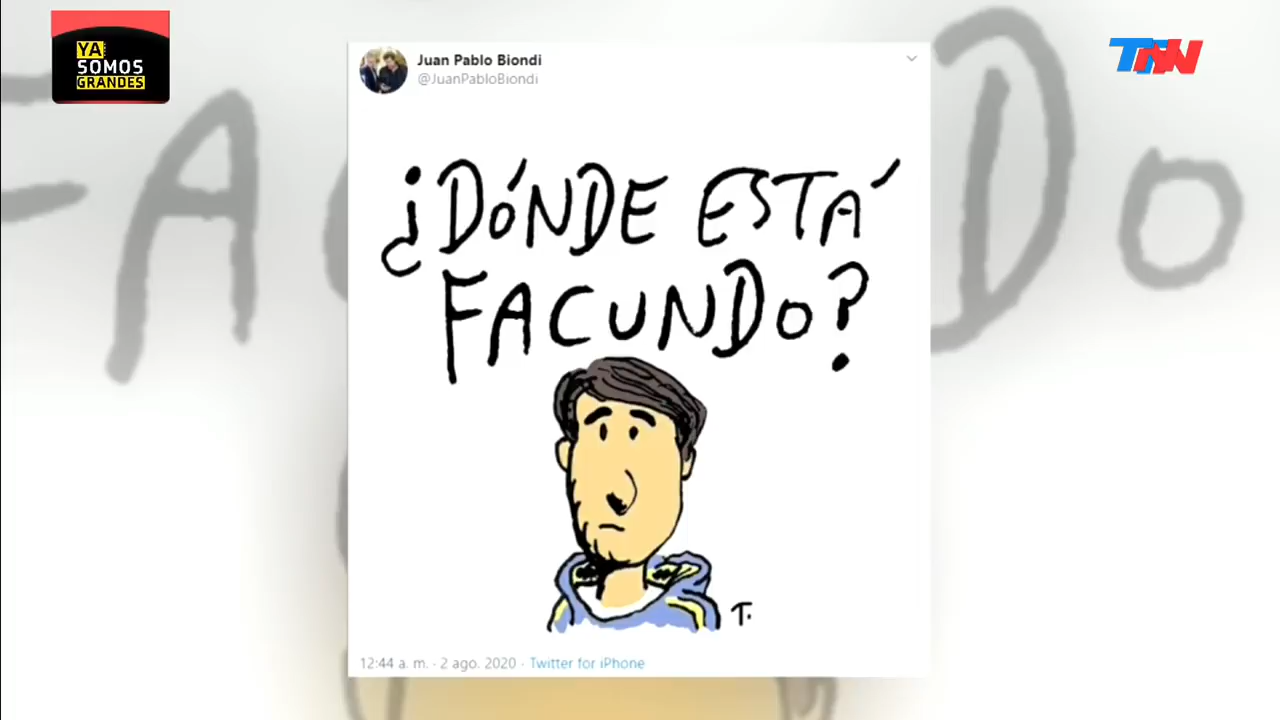 YA
SOMOS
GRANDES
TN
Juan Pablo Biondi
@JuanPabloBiondi
¿DÓNDE ESTÁ
FACUNDO?
T.
12:44 a. m. · 2 ago. 2020 · Twitter for iPhone